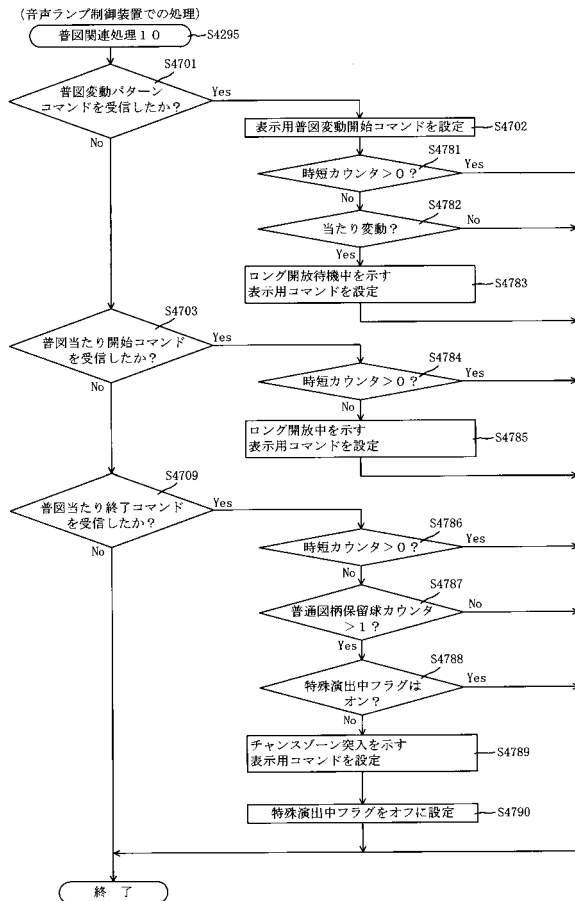 (音声ランプ制御装置での処理)
普図関連処理10
S4295
S4701
普図変動パターン
コマンドを受信したか?
Yes
No
表示用普図変動開始コマンドを設定
S4702
S4781
時短カウンタ>0?
Yes
No
S4782
当たり変動?
No
Yes
ロング開放待機中を示す
表示用コマンドを設定
S4783
S4703
普図当たり開始コマンド
を受信したか?
Yes
No
S4784
時短カウンタ>0?
Yes
No
ロング開放中を示す
表示用コマンドを設定
S4785
S4709
普図当たり終了コマンド
を受信したか?
Yes
No
S4786
時短カウンタ>0?
Yes
No
S4787
普通図柄保留球カウンタ
>1?
No
Yes
S4788
特殊演出中フラグは
オン?
Yes
No
チャンスゾーン突入を示す
表示用コマンドを設定
S4789
特殊演出中フラグをオフに設定
S4790
終了